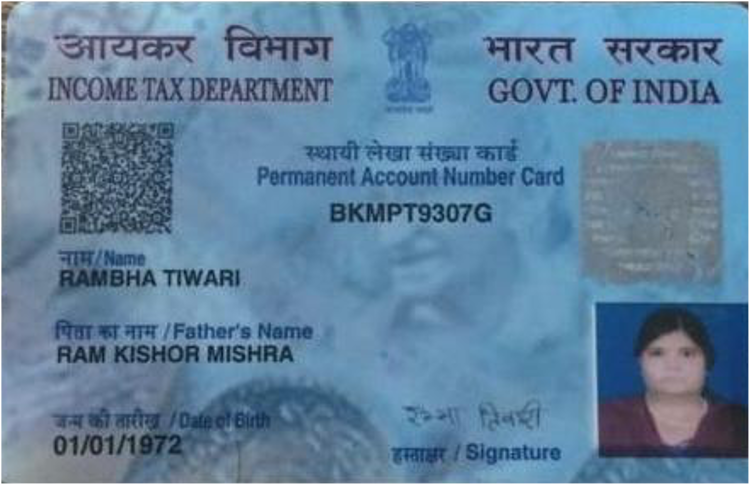 आयकर विभाग
INCOME TAX DEPARTMENT
भारत सरकार
GOVT. OF INDIA
स्थायी लेखा संख्या कार्ड
Permanent Account Number Card
BKMPT9307G
नाम/Name
RAMBHA TIWARI
पिता का नाम /Father's Name
RAM KISHOR MISHRA
जन्म की तारीख /Date of Birth
01/01/1972
रम्भा तिवारी
हस्ताक्षर / Signature